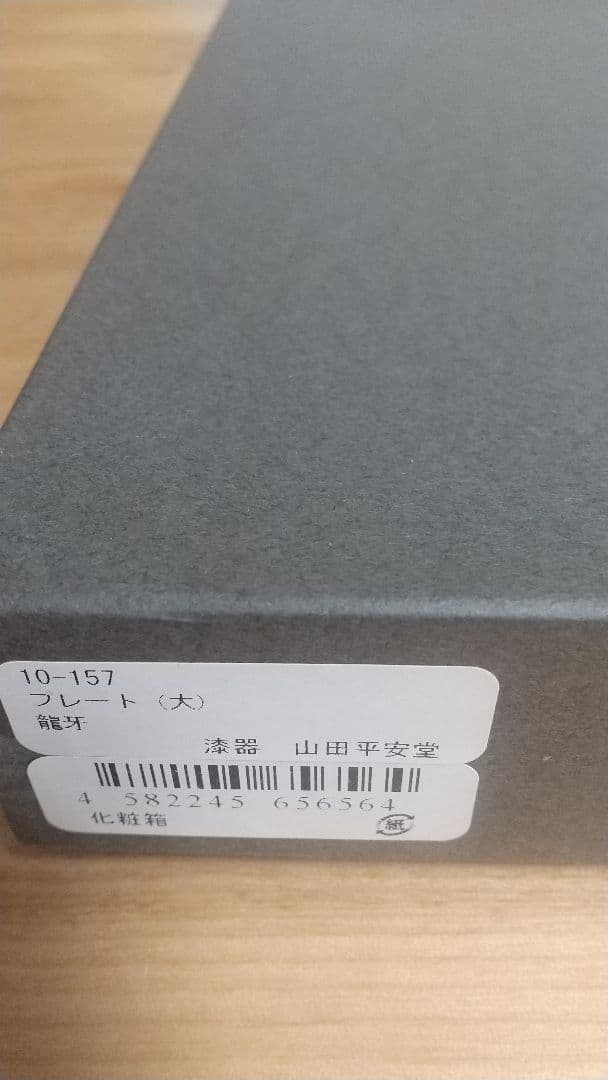 10-157
プレート（大）
龍牙
漆器　山田平安堂
4 582245 656564
化粧箱
紙